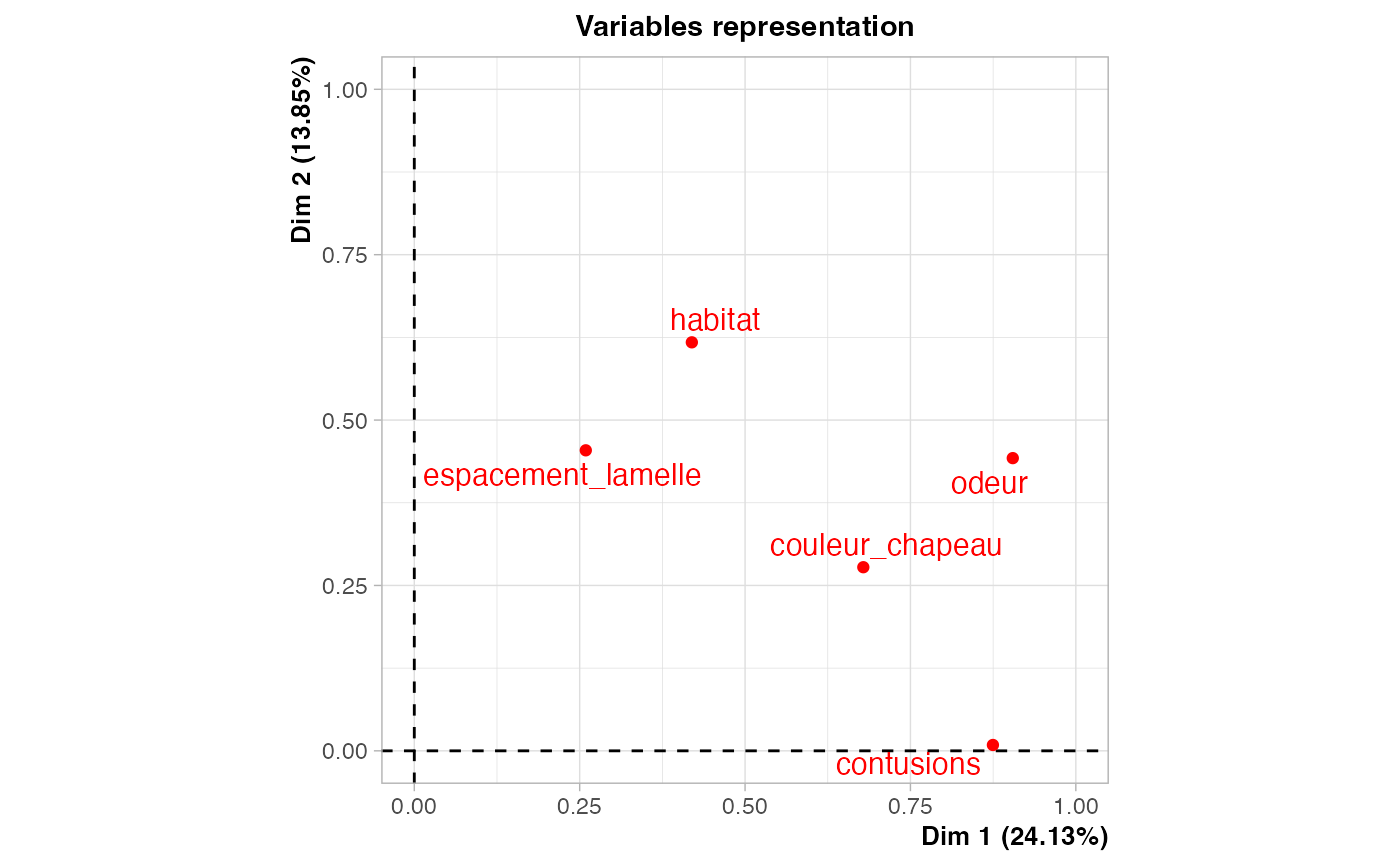 Variables representation
Dim 2 (13.85%)
1.00
0.75
0.50
0.25
0.00
habitat
espacement_lamelle
odeur
couleur_chapeau
contusions
0.00 0.25 0.50 0.75 1.00
Dim 1 (24.13%)